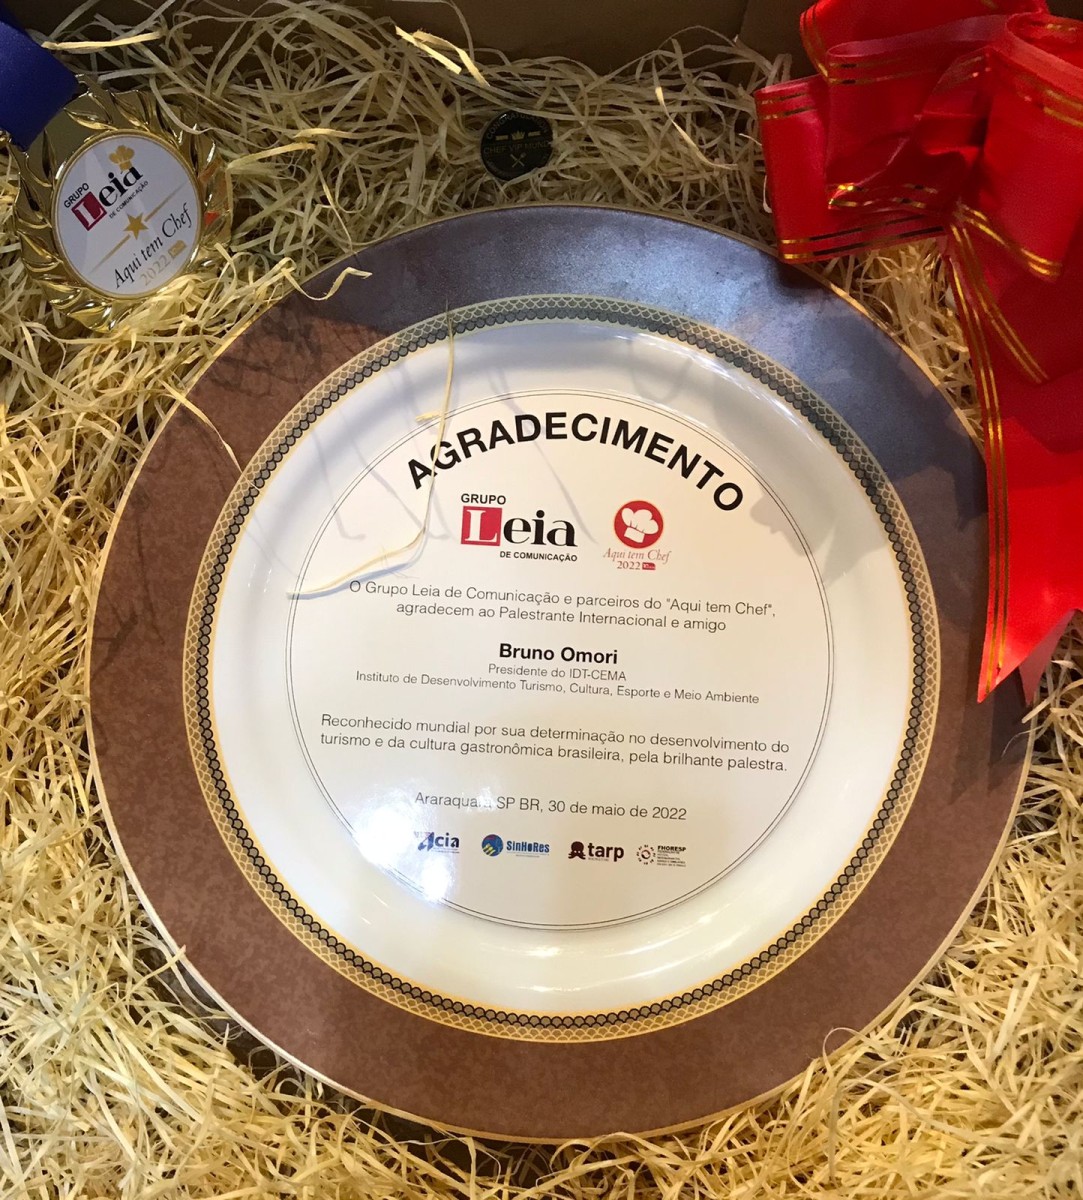 GRUPO
Leia
DE COMUNICAÇÃO
Aqui tem Chef
2022
CHEF VIP
AGRADECIMENTO
GRUPO
Leia
DE COMUNICAÇÃO
Aqui tem Chef
2022
O Grupo Leia de Comunicação e parceiros do "Aqui tem Chef",
agradecem ao Palestrante Internacional e amigo
Bruno Omori
Presidente do IDT-CEMA
Instituto de Desenvolvimento Turismo, Cultura, Esporte e Meio Ambiente
Reconhecido mundial por sua determinação no desenvolvimento do
turismo e da cultura gastronômica brasileira, pela brilhante palestra.
Araraquara SP BR, 30 de maio de 2022
Acia
SinHoRes
tarp
FHORESP